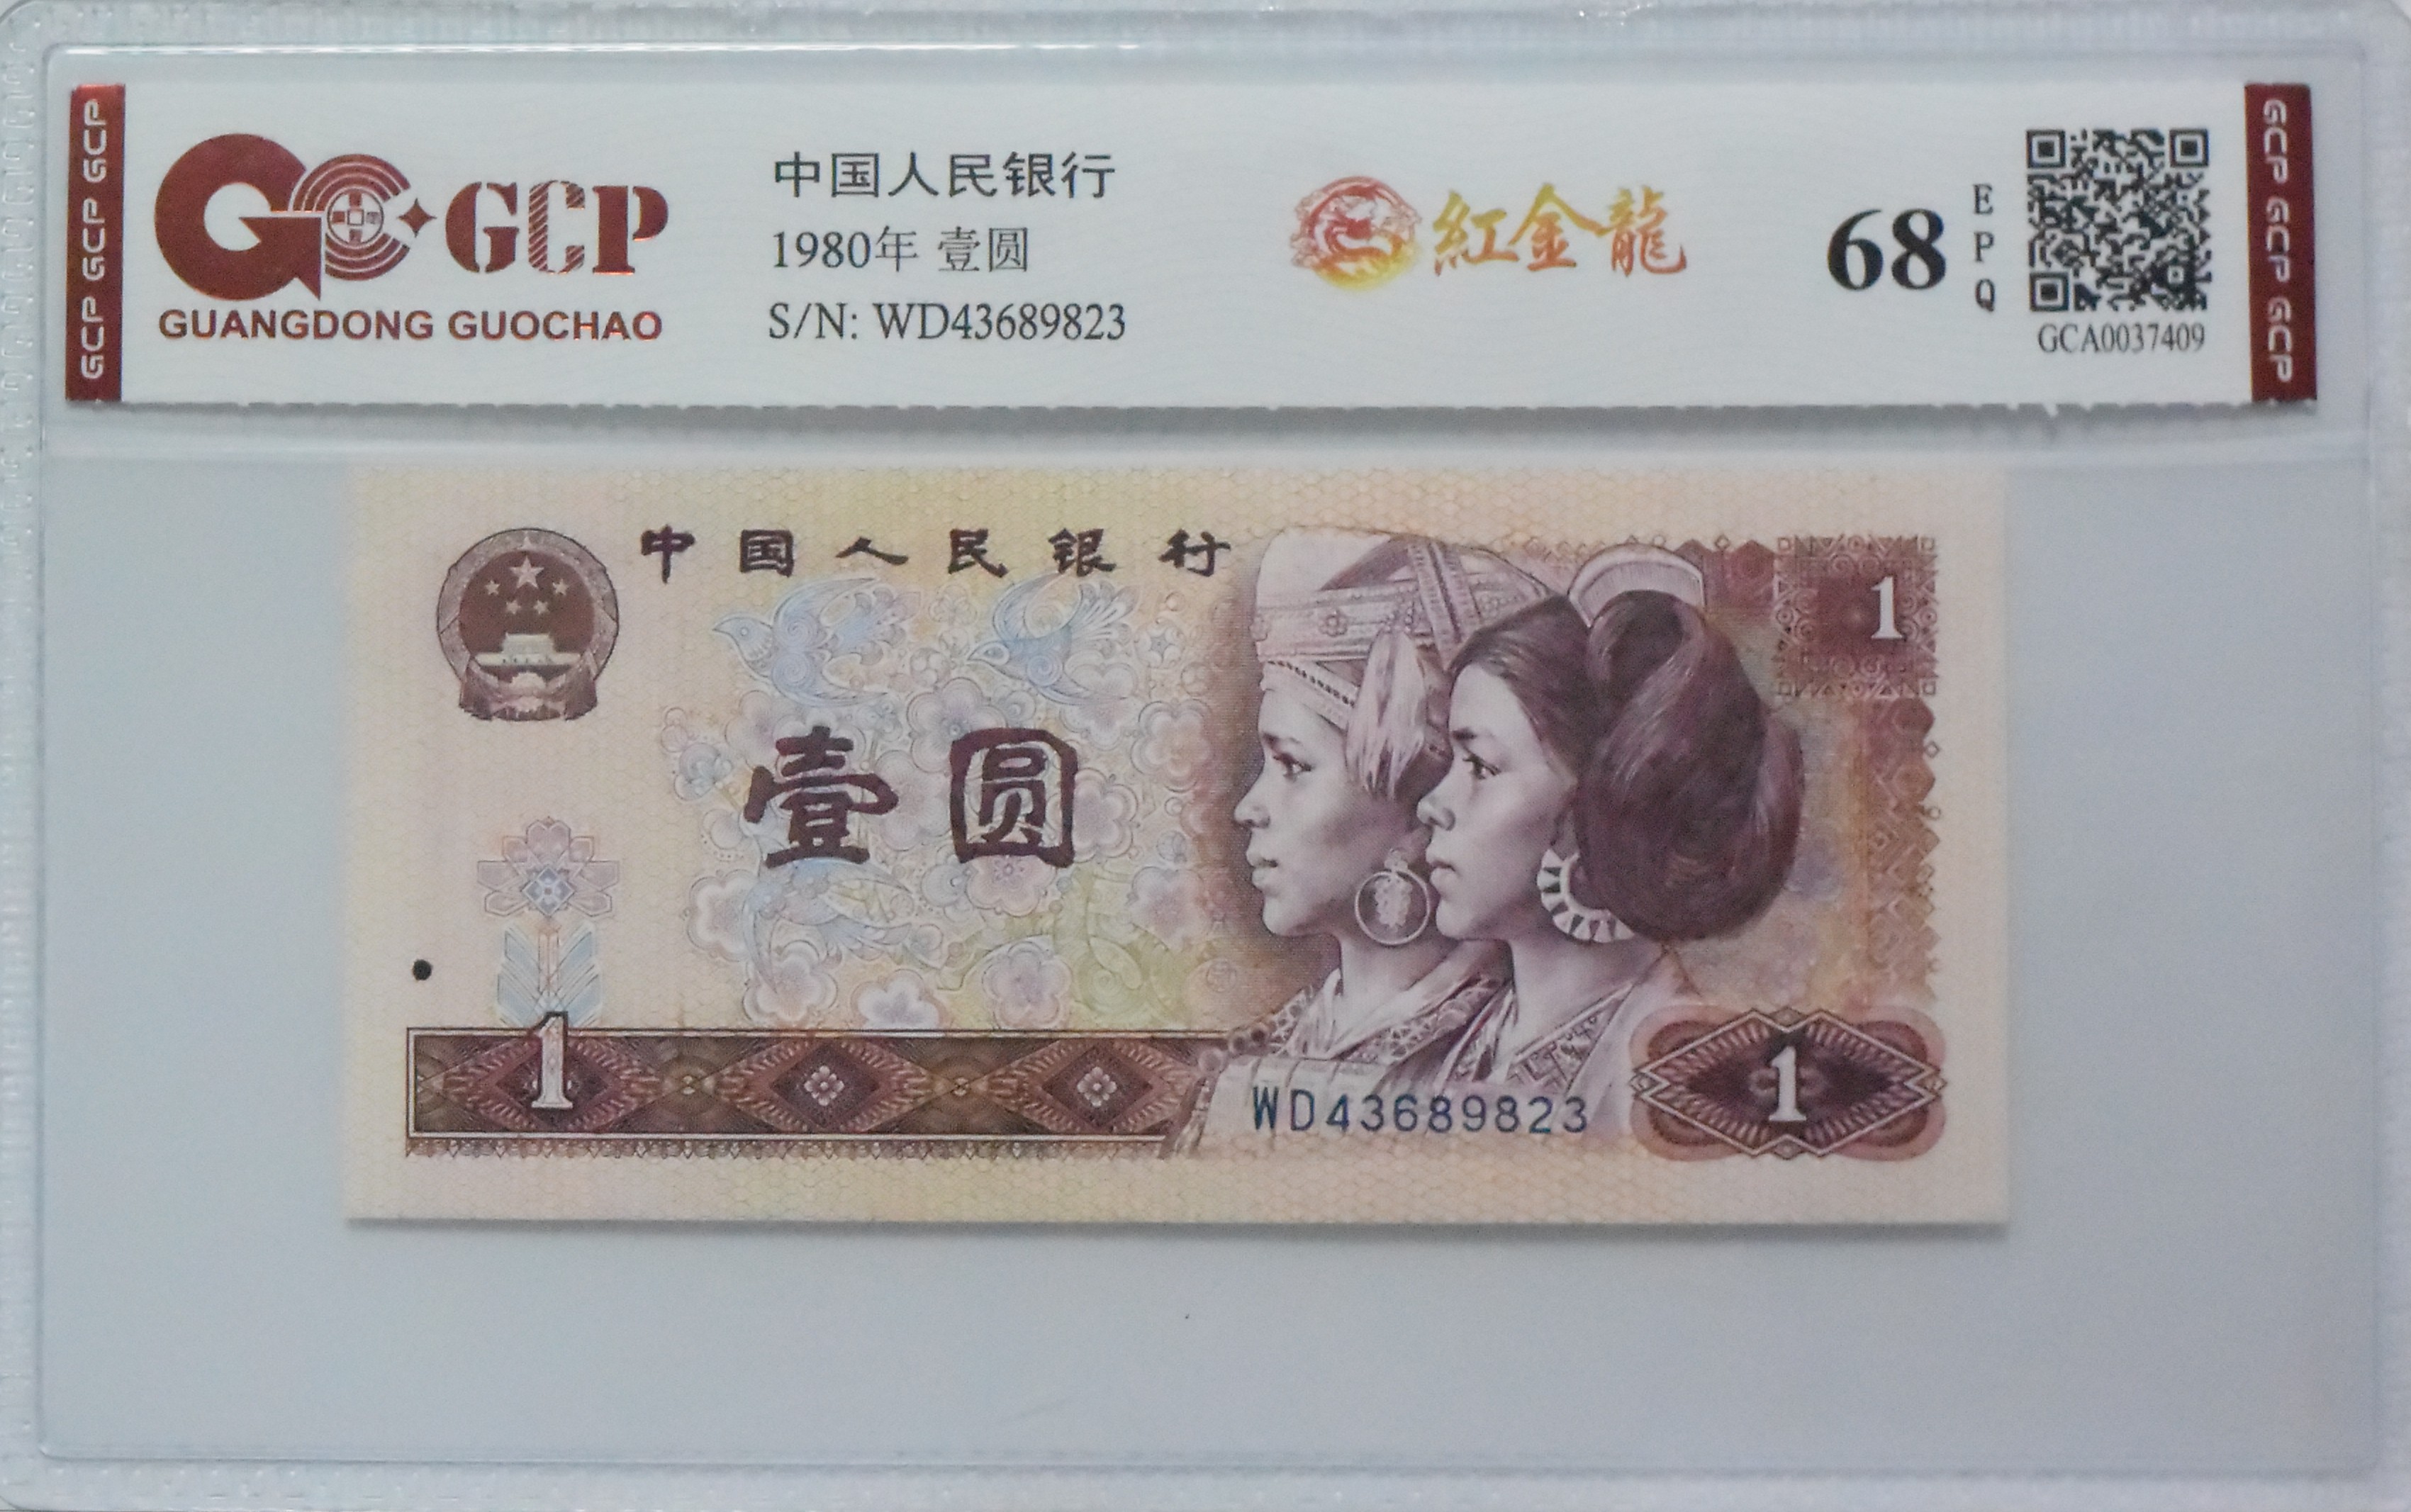 GCP GCP GCP
GCP
GUANGDONG GUOCHAO
中国人民银行
1980年 壹圆
S/N: WD43689823
紅金龍
68
E
P
Q
GCA0037409
GCP GCP GCP
中国人民银行
1
壹圆
1
WD43689823
1